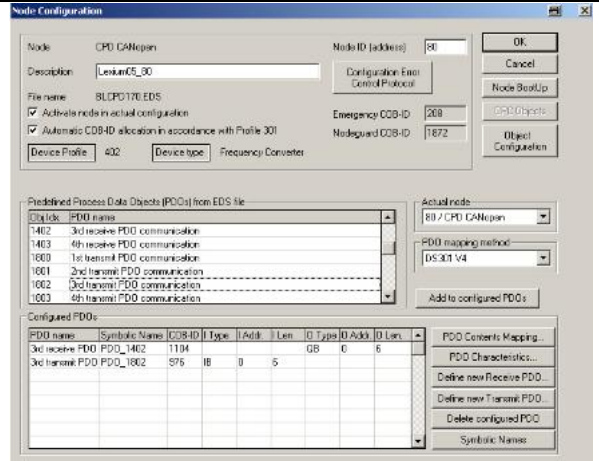 Node Configuration
Node CPD CANopen
Node ID (address) 80
Description Lexium05_80
Configuration Error
Control Protocol
File name BLCPD170.EDS
Activate node in actual configuration
Emergency COB-ID 208
Automatic COB-ID allocation in accordance with Profile 301
Nodeguard COB-ID 1872
Device Profile 402 Device type Frequency Converter
OK
Cancel
Node BootUp
OPC Objects
Object
Configuration
Predefined Process Data Objects (PDOs) from EDS file
Obj.Idx. PDO name
1402 3rd receive PDO communication
1403 4th receive PDO communication
1800 1st transmit PDO communication
1801 2nd transmit PDO communication
1802 3rd transmit PDO communication
1803 4th transmit PDO communication
Actual node
80 / CPD CANopen
PDO mapping method
DS301 V4
Add to configured PDOs
Configured PDOs
PDO name Symbolic Name COB-ID I Type I Addr. I Len. O Type O Addr. O Len.
3rd receive PDO PDO_1402 1104 GB 0 6
3rd transmit PDO PDO_1802 976 IB 0 6
PDO Contents Mapping...
PDO Characteristics...
Define new Receive PDO...
Define new Transmit PDO...
Delete configured PDO
Symbolic Names